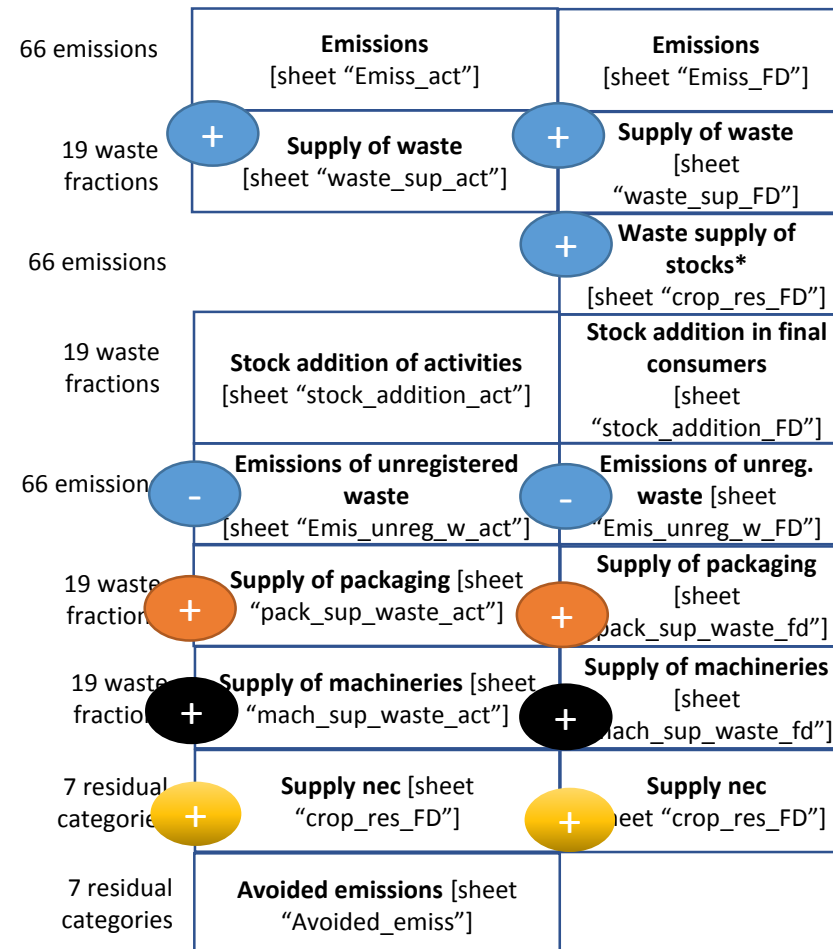 66 emissions
Emissions
[sheet “Emiss_act”]
Emissions
[sheet “Emiss_FD”]
19 waste
fractions
+
Supply of waste
[sheet “waste_sup_act”]
+
Supply of waste
[sheet
“waste_sup_FD”]
66 emissions
+
Waste supply of
stocks*
[sheet “crop_res_FD”]
19 waste
fractions
Stock addition of activities
[sheet “stock_addition_act”]
Stock addition in final
consumers
[sheet
“stock_addition_FD”]
66 emission
-
Emissions of unregistered
waste
[sheet “Emis_unreg_w_act”]
-
Emissions of unreg.
waste [sheet
“Emis_unreg_w_FD”]
19 waste
fraction
+
Supply of packaging [sheet
“pack_sup_waste_act”]
+
Supply of packaging
[sheet
pack_sup_waste_fd”]
19 waste
fraction
+
Supply of machineries [sheet
“mach_sup_waste_act”]
+
Supply of machineries
[sheet
mach_sup_waste_fd”]
7 residual
categorie
+
Supply nec [sheet
“crop_res_FD”]
+
Supply nec
eet “crop_res_FD”]
7 residual
categories
Avoided emissions [sheet
“Avoided_emiss”]